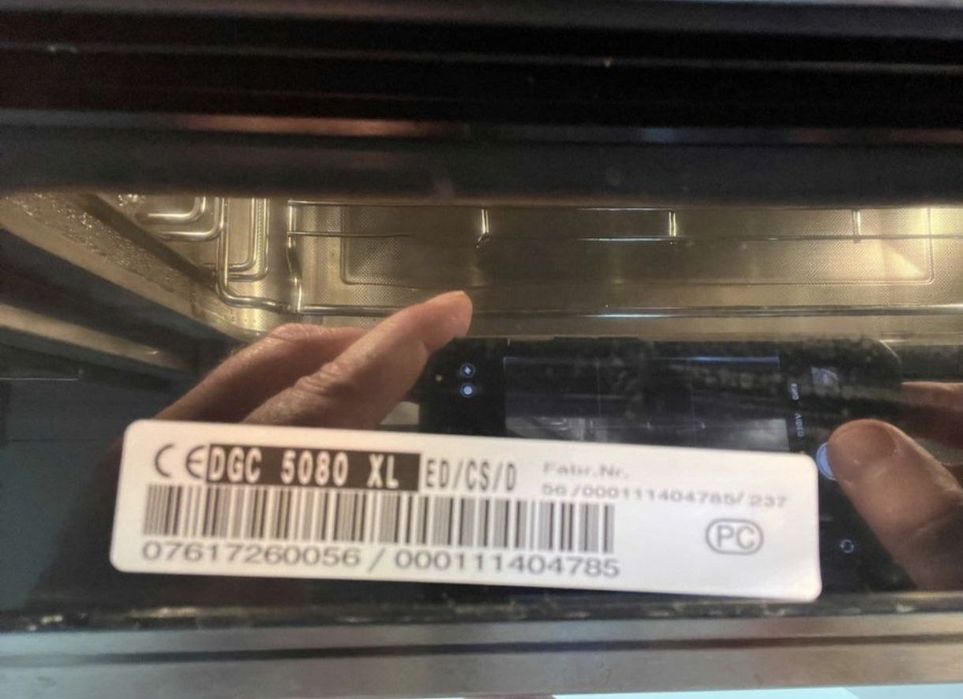 CE DGC 5080 XL ED/CS/D Fabr.Nr.
56/000111404785/ 237
PC
07617260056 / 000111404785